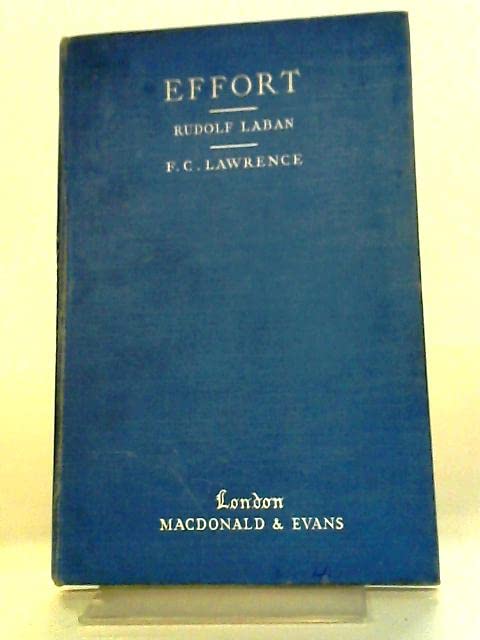 EFFORT
RUDOLF LABAN
F. C. LAWRENCE
London
MACDONALD & EVANS